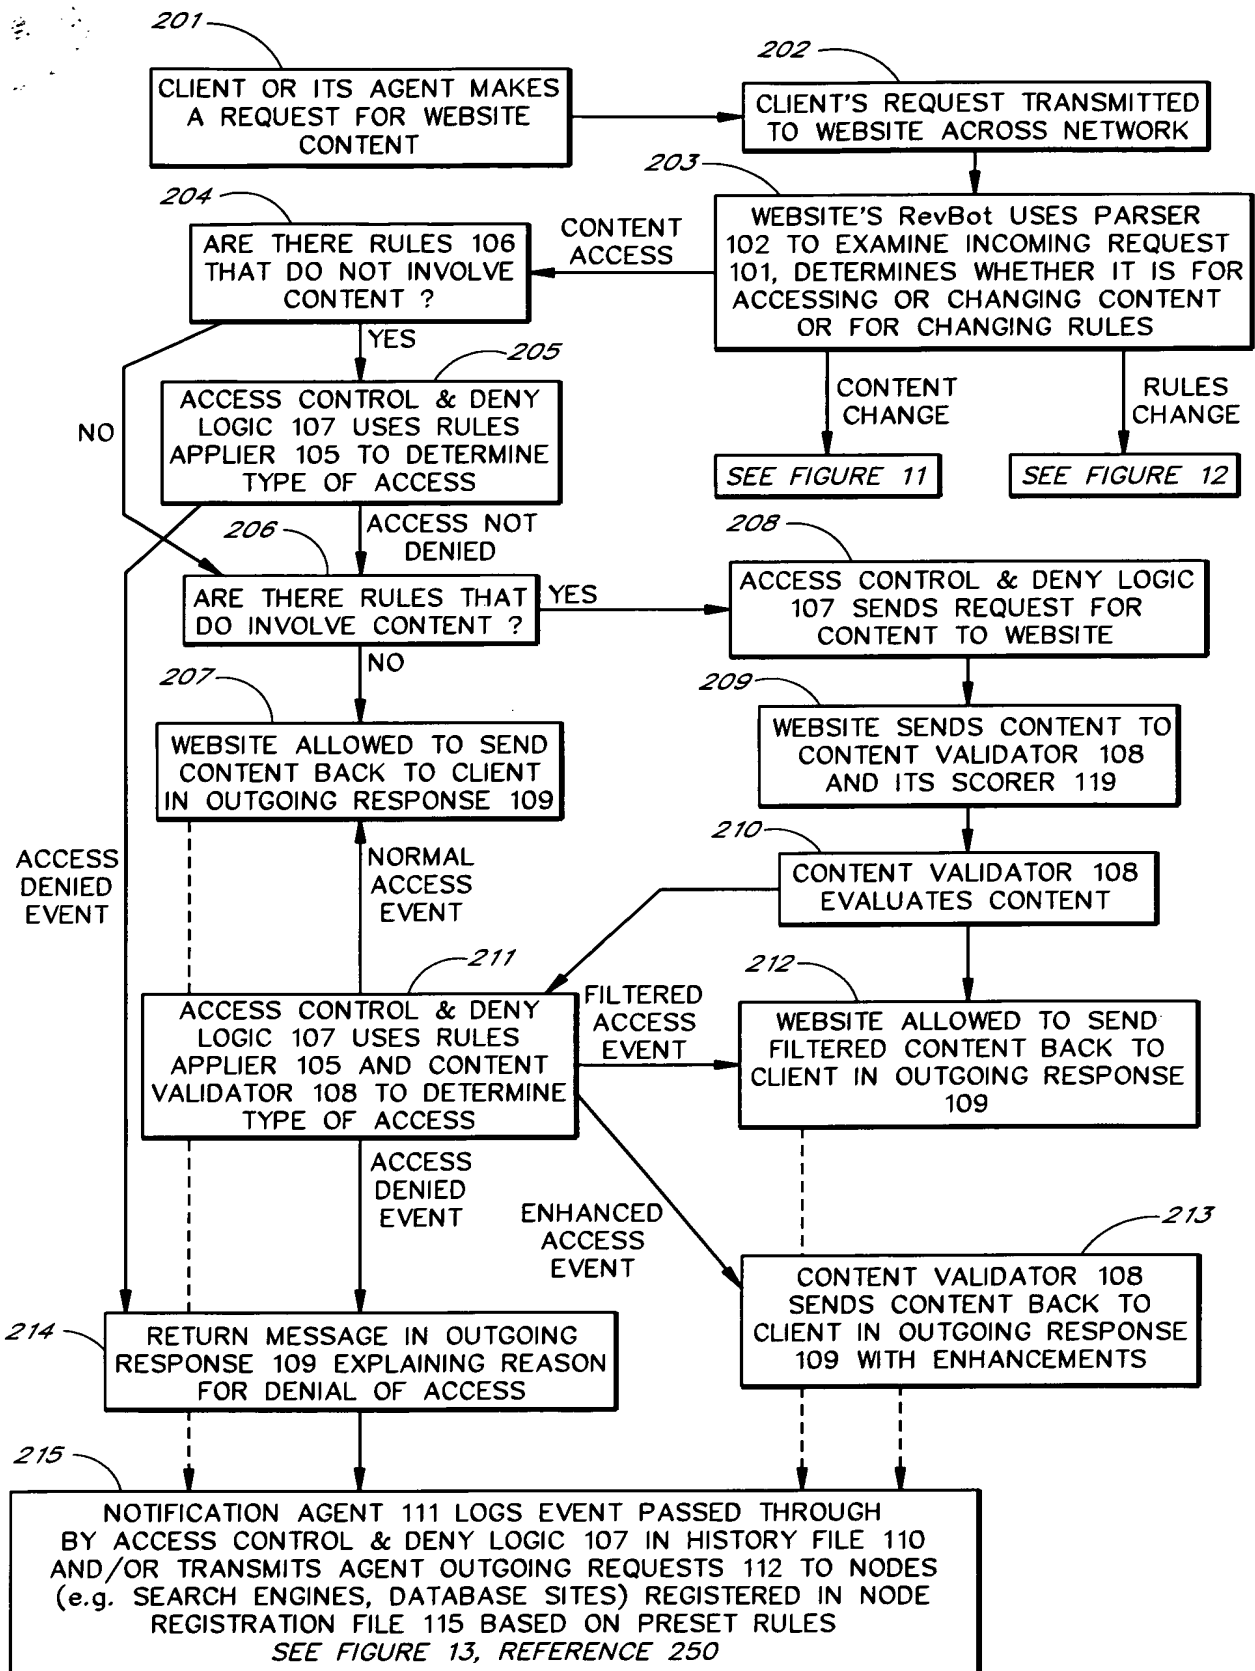 201
CLIENT OR ITS AGENT MAKES
A REQUEST FOR WEBSITE
CONTENT
202
CLIENT'S REQUEST TRANSMITTED
TO WEBSITE ACROSS NETWORK
203
WEBSITE'S RevBot USES PARSER
102 TO EXAMINE INCOMING REQUEST
101, DETERMINES WHETHER IT IS FOR
ACCESSING OR CHANGING CONTENT
OR FOR CHANGING RULES
CONTENT
ACCESS
204
ARE THERE RULES 106
THAT DO NOT INVOLVE
CONTENT ?
YES
NO
CONTENT
CHANGE
RULES
CHANGE
SEE FIGURE 11
SEE FIGURE 12
205
ACCESS CONTROL & DENY
LOGIC 107 USES RULES
APPLIER 105 TO DETERMINE
TYPE OF ACCESS
ACCESS NOT
DENIED
206
ARE THERE RULES THAT
DO INVOLVE CONTENT ?
YES
NO
208
ACCESS CONTROL & DENY LOGIC
107 SENDS REQUEST FOR
CONTENT TO WEBSITE
207
WEBSITE ALLOWED TO SEND
CONTENT BACK TO CLIENT
IN OUTGOING RESPONSE 109
209
WEBSITE SENDS CONTENT TO
CONTENT VALIDATOR 108
AND ITS SCORER 119
210
CONTENT VALIDATOR 108
EVALUATES CONTENT
ACCESS
DENIED
EVENT
NORMAL
ACCESS
EVENT
211
ACCESS CONTROL & DENY
LOGIC 107 USES RULES
APPLIER 105 AND CONTENT
VALIDATOR 108 TO DETERMINE
TYPE OF ACCESS
FILTERED
ACCESS
EVENT
212
WEBSITE ALLOWED TO SEND
FILTERED CONTENT BACK TO
CLIENT IN OUTGOING RESPONSE
109
ACCESS
DENIED
EVENT
ENHANCED
ACCESS
EVENT
213
CONTENT VALIDATOR 108
SENDS CONTENT BACK TO
CLIENT IN OUTGOING RESPONSE
109 WITH ENHANCEMENTS
214
RETURN MESSAGE IN OUTGOING
RESPONSE 109 EXPLAINING REASON
FOR DENIAL OF ACCESS
215
NOTIFICATION AGENT 111 LOGS EVENT PASSED THROUGH
BY ACCESS CONTROL & DENY LOGIC 107 IN HISTORY FILE 110
AND/OR TRANSMITS AGENT OUTGOING REQUESTS 112 TO NODES
(e.g. SEARCH ENGINES, DATABASE SITES) REGISTERED IN NODE
REGISTRATION FILE 115 BASED ON PRESET RULES
SEE FIGURE 13, REFERENCE 250